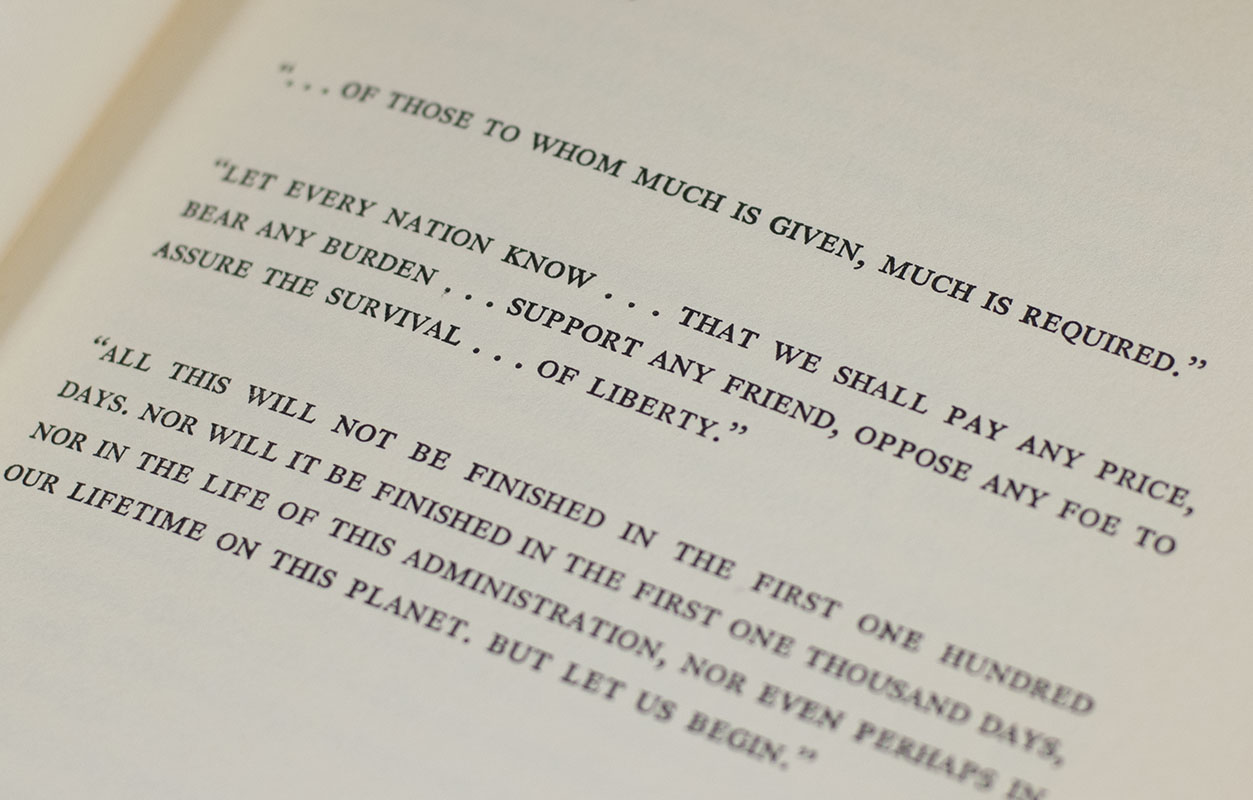 “. . . OF THOSE TO WHOM MUCH IS GIVEN, MUCH IS REQUIRED.”
“LET EVERY NATION KNOW . . . THAT WE SHALL PAY ANY PRICE,
BEAR ANY BURDEN . . . SUPPORT ANY FRIEND, OPPOSE ANY FOE TO
ASSURE THE SURVIVAL . . . OF LIBERTY.”
“ALL THIS WILL NOT BE FINISHED IN THE FIRST ONE HUNDRED
DAYS. NOR WILL IT BE FINISHED IN THE FIRST ONE THOUSAND DAYS,
NOR IN THE LIFE OF THIS ADMINISTRATION, NOR EVEN PERHAPS IN
OUR LIFETIME ON THIS PLANET. BUT LET US BEGIN.”